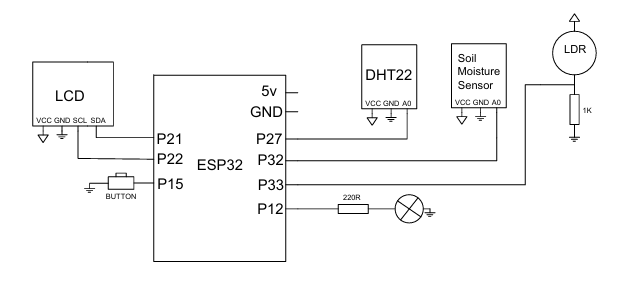 LCD
VCC GND SCL SDA
BUTTON
P21
P22
P15
ESP32
5v
GND
P27
P32
P33
P12
DHT22
VCC GND A0
Soil
Moisture
Sensor
VCC GND A0
LDR
1K
220R